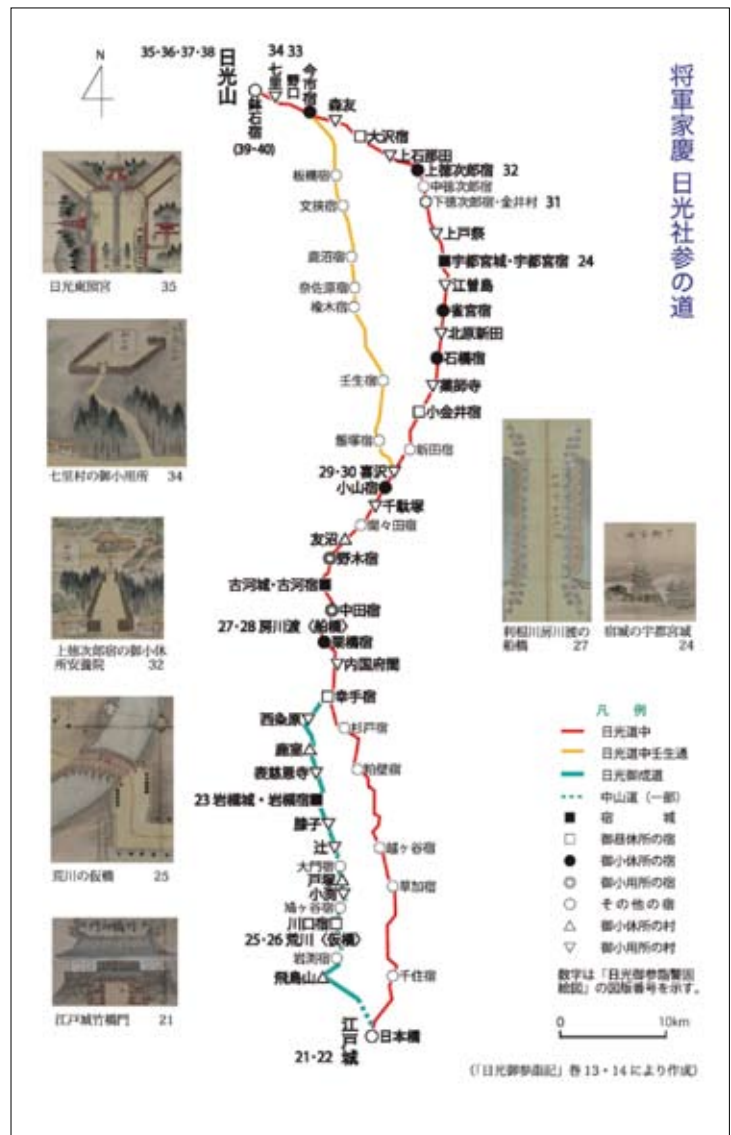 将軍家慶 日光社参の道
N
35・36・37・38
日光山
34 33
七里
野口
今市宿
鉢石宿
(39-40)
森友
大沢宿
上石那田
上徳次郎宿 32
中徳次郎宿
下徳次郎宿・金井村 31
上戸祭
宇都宮城・宇都宮宿 24
江曽島
雀宮宿
北原新田
石橋宿
薬師寺
小金井宿
新田宿
板橋宿
文挟宿
鹿沼宿
奈佐原宿
楡木宿
壬生宿
飯塚宿
29・30 喜沢
小山宿
千駄塚
間々田宿
友沼
野木宿
古河城・古河宿
中田宿
27・28 房川渡〈船橋〉
栗橋宿
内国府間
幸手宿
西粂原
杉戸宿
鹿室
粕壁宿
表慈恩寺
23 岩槻城・岩槻宿
膝子
辻
越ヶ谷宿
大門宿
戸塚
草加宿
小渕
鳩ヶ谷宿
川口宿
25・26 荒川〈仮橋〉
岩渕宿
飛鳥山
千住宿
日本橋
江戸城
21・22
日光東照宮 35
七里村の御小用所 34
上徳次郎宿の御小休
所安養院 32
荒川の仮橋 25
江戸城竹橋門 21
利根川房川渡の
船橋 27
宿城の宇都宮城
24
凡 例
日光道中
日光道中壬生通
日光御成道
中山道（一部）
宿 城
御昼休所の宿
御小休所の宿
御小用所の宿
その他の宿
御小休所の村
御小用所の村
数字は「日光御参詣警固
絵図」の図版番号を示す。
0 10km
(「日光御参詣記」巻13・14により作成)